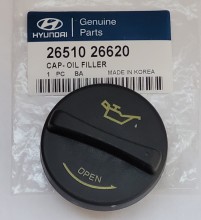 HYUNDAI
Genuine
Parts
26510 26620
CAP- OIL FILLER
1 PC BA MADE IN KOREA
OPEN